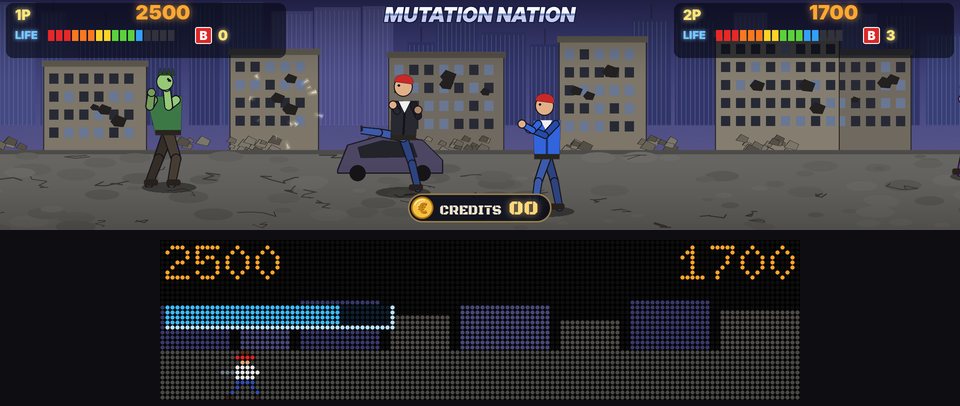 1P 2500
LIFE B 0
MUTATION NATION
2P 1700
LIFE B 3
€ CREDITS 00
2500 1700